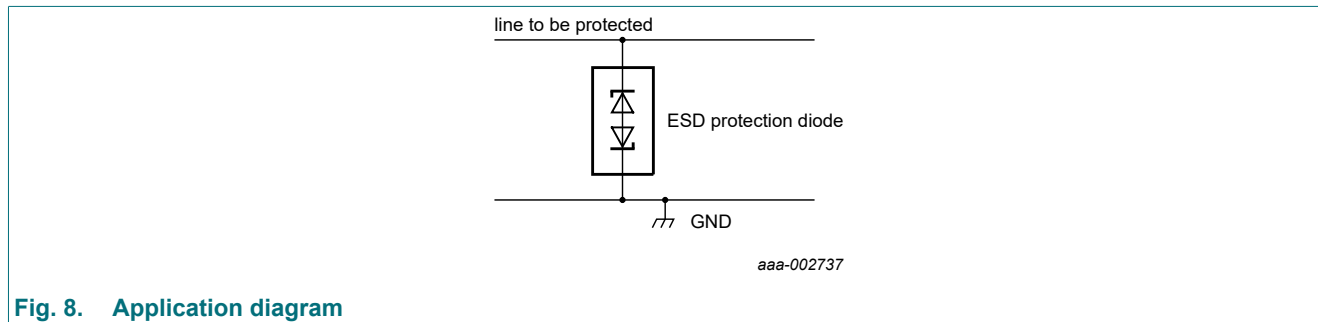 line to be protected
ESD protection diode
GND
aaa-002737
Fig. 8. Application diagram